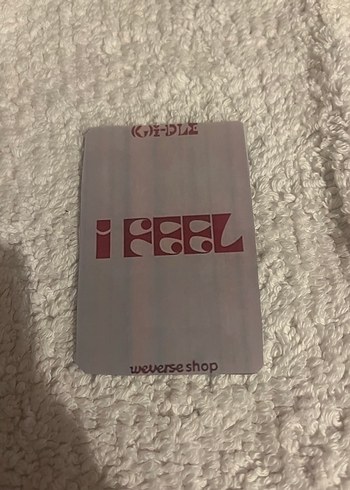 (G)I-DLE
i FEEL
weverse shop